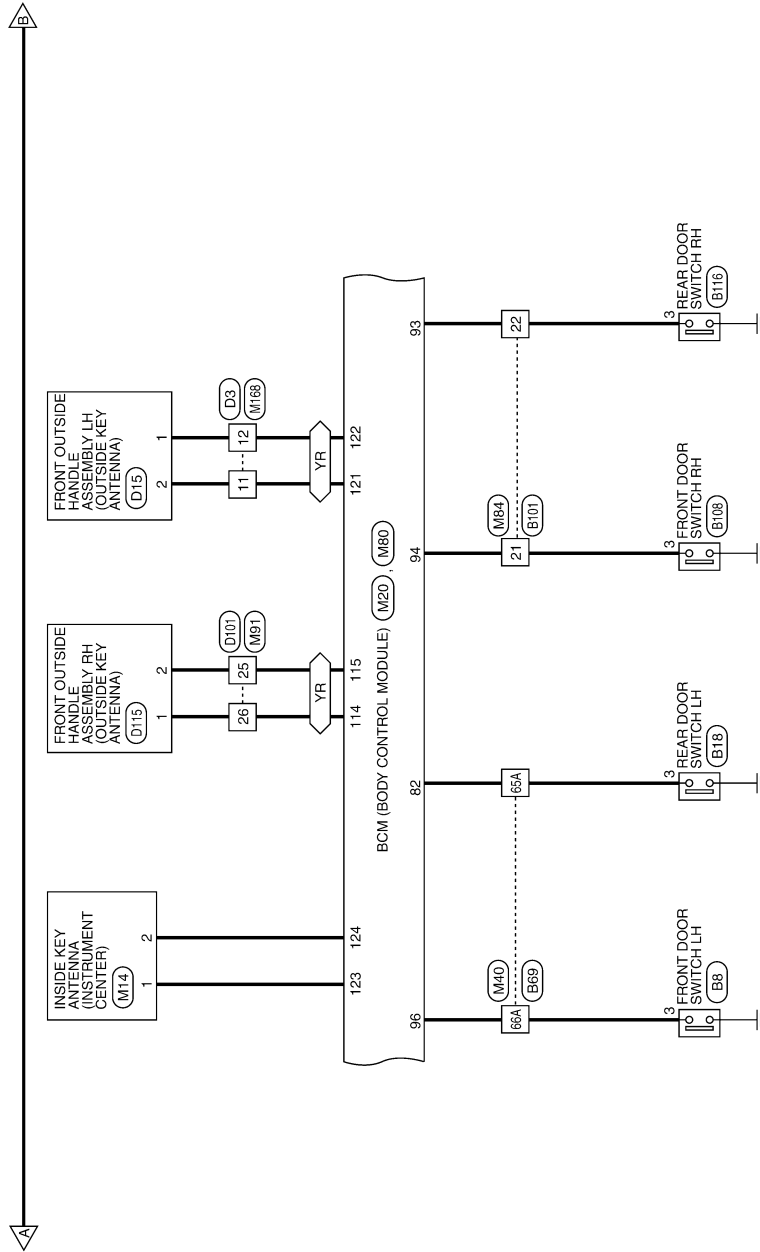 A
B
INSIDE KEY
ANTENNA
(INSTRUMENT
CENTER)
M14
1
2
FRONT OUTSIDE
HANDLE
ASSEMBLY RH
(OUTSIDE KEY
ANTENNA)
D115
1
2
26
25
D101
M91
YR
FRONT OUTSIDE
HANDLE
ASSEMBLY LH
(OUTSIDE KEY
ANTENNA)
D15
2
1
11
12
D3
M168
YR
123
124
114
115
121
122
BCM (BODY CONTROL MODULE) M20 , M80
96
82
94
93
66A
M40
B69
65A
21
M84
B101
22
3
FRONT DOOR
SWITCH LH
B8
3
REAR DOOR
SWITCH LH
B18
3
FRONT DOOR
SWITCH RH
B108
3
REAR DOOR
SWITCH RH
B116